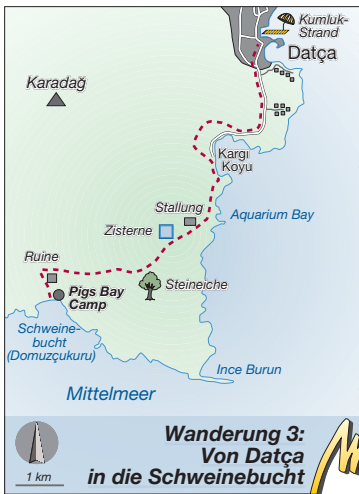 Kumluk-
Strand
Datça
Karadağ
Kargı
Koyu
Stallung
Aquarium Bay
Zisterne
Ruine
Steineiche
Pigs Bay
Camp
Schweine-
bucht
(Domuzçukuru)
Ince Burun
Mittelmeer
1 km
Wanderung 3:
Von Datça
in die Schweinebucht